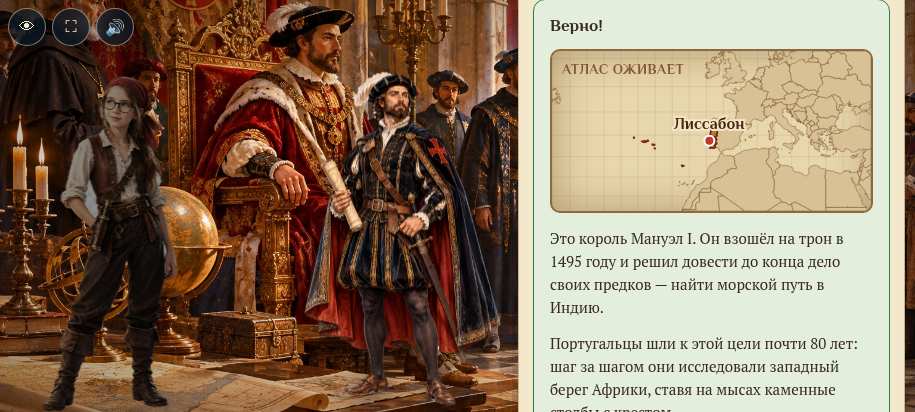 Верно!
АТЛАС ОЖИВАЕТ
Лиссабон
Это король Мануэл I. Он взошёл на трон в
1495 году и решил довести до конца дело
своих предков — найти морской путь в
Индию.
Португальцы шли к этой цели почти 80 лет:
шаг за шагом они исследовали западный
берег Африки, ставя на мысах каменные
столбы с крестом